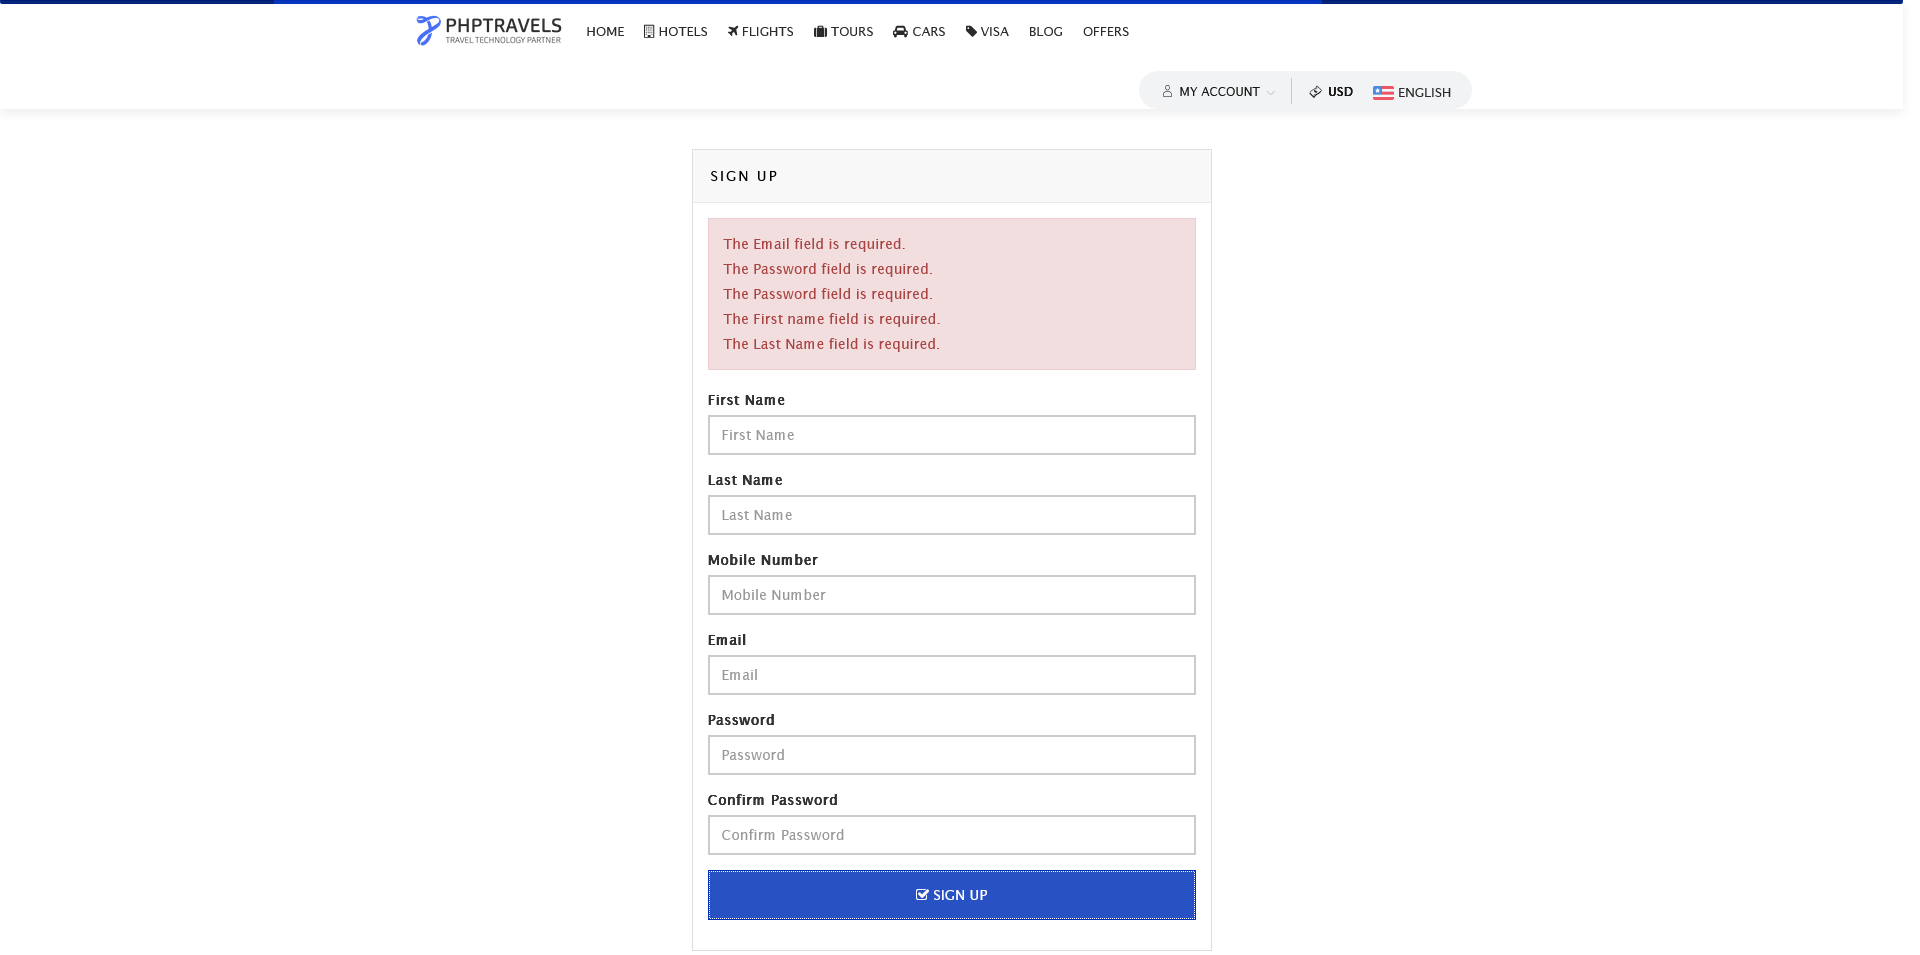 PHPTRAVELS
TRAVEL TECHNOLOGY PARTNER
HOME HOTELS FLIGHTS TOURS CARS VISA BLOG OFFERS
MY ACCOUNT USD ENGLISH
SIGN UP
The Email field is required.
The Password field is required.
The Password field is required.
The First name field is required.
The Last Name field is required.
First Name
First Name
Last Name
Last Name
Mobile Number
Mobile Number
Email
Email
Password
Password
Confirm Password
Confirm Password
SIGN UP